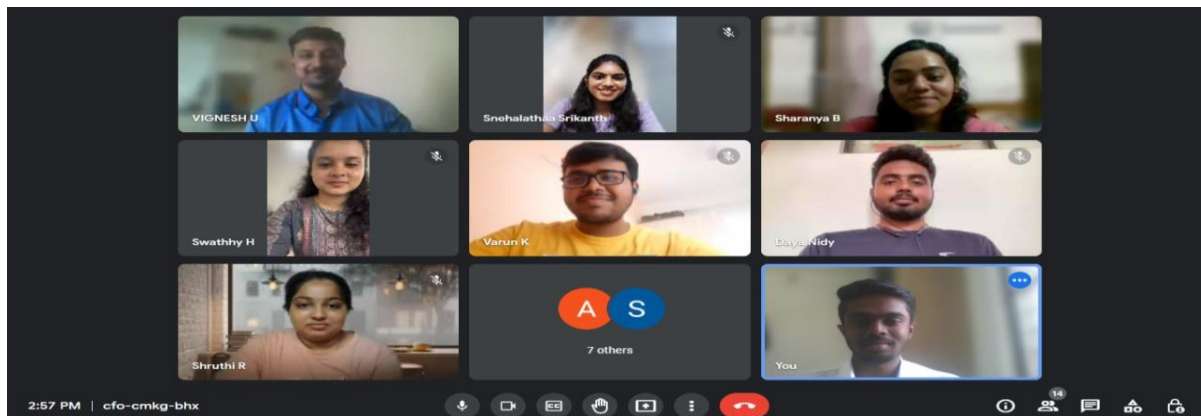 VIGNESH U
Snehalathaa Srikanth
Sharanya B
Swathhy H
Varun K
Daya Nidy
Shruthi R
A S
7 others
You
2:57 PM | cfo-cmkg-bhx
CC
14